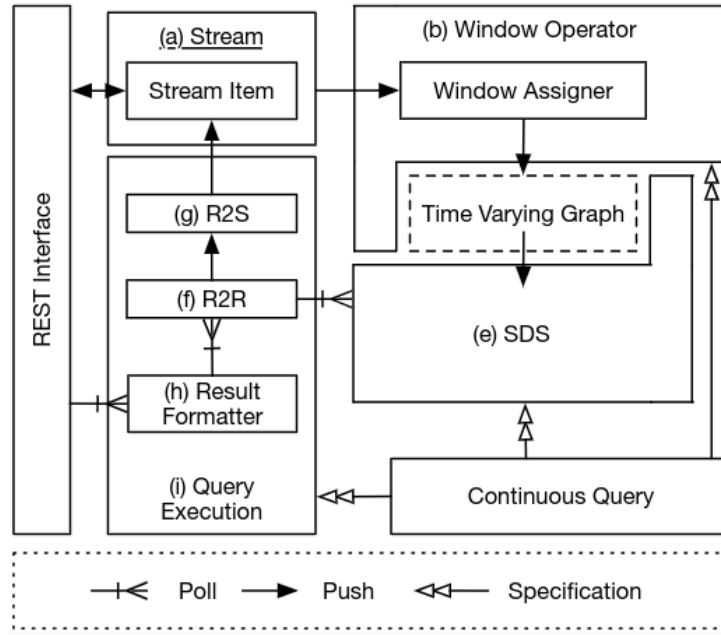 REST Interface
(a) Stream
Stream Item
(b) Window Operator
Window Assigner
Time Varying Graph
(g) R2S
(f) R2R
(e) SDS
(h) Result
Formatter
(i) Query
Execution
Continuous Query
Poll
Push
Specification